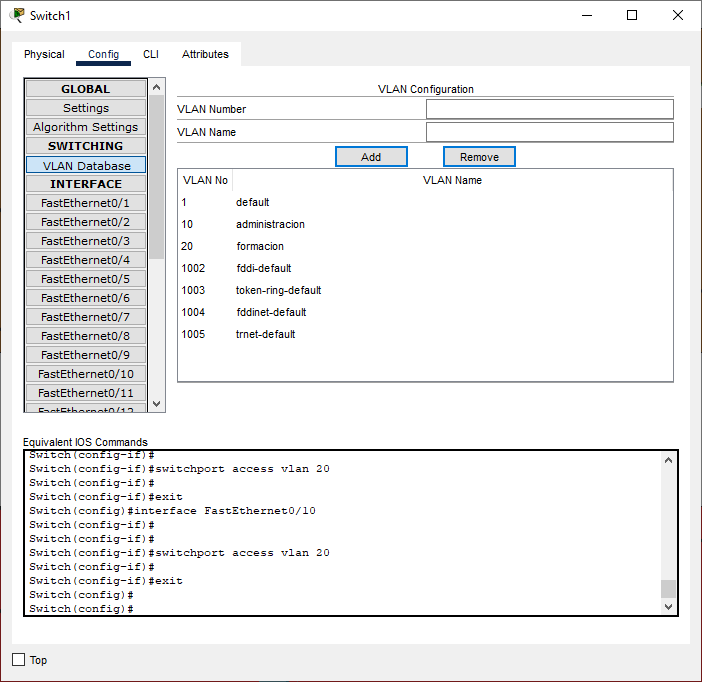 Switch1
Physical Config CLI Attributes
GLOBAL
Settings
Algorithm Settings
SWITCHING
VLAN Database
INTERFACE
FastEthernet0/1
FastEthernet0/2
FastEthernet0/3
FastEthernet0/4
FastEthernet0/5
FastEthernet0/6
FastEthernet0/7
FastEthernet0/8
FastEthernet0/9
FastEthernet0/10
FastEthernet0/11
FastEthernet0/12
VLAN Configuration
VLAN Number
VLAN Name
Add Remove
VLAN No VLAN Name
1 default
10 administracion
20 formacion
1002 fddi-default
1003 token-ring-default
1004 fddinet-default
1005 trnet-default
Equivalent IOS Commands
Switch(config-if)#
Switch(config-if)#switchport access vlan 20
Switch(config-if)#
Switch(config-if)#exit
Switch(config)#interface FastEthernet0/10
Switch(config-if)#
Switch(config-if)#
Switch(config-if)#switchport access vlan 20
Switch(config-if)#
Switch(config-if)#exit
Switch(config)#
Switch(config)#
Top